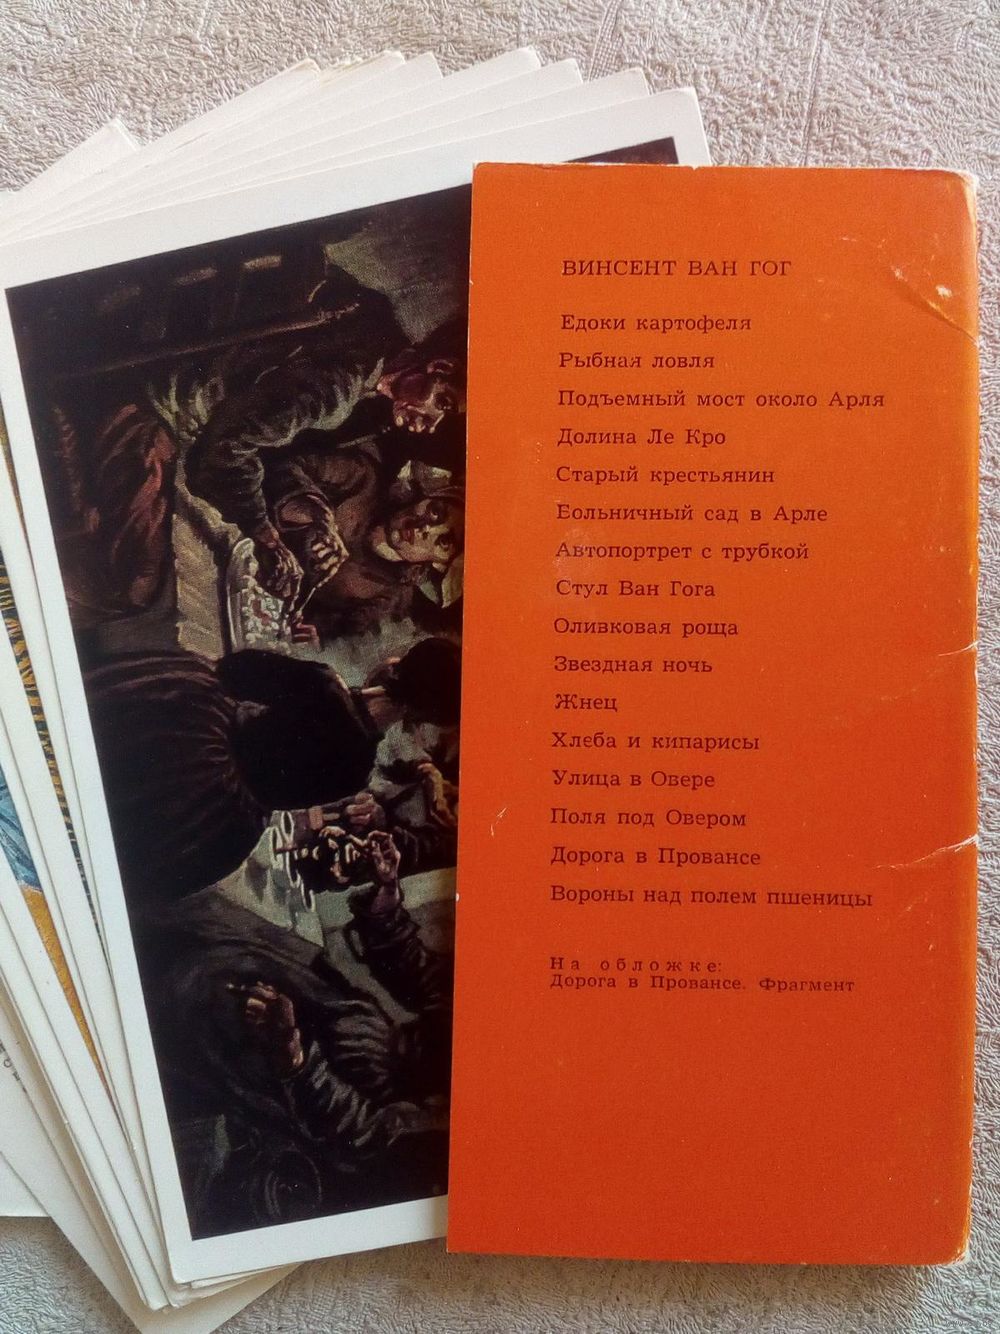 ВИНСЕНТ ВАН ГОГ
Едоки картофеля
Рыбная ловля
Подъемный мост около Арля
Долина Ле Кро
Старый крестьянин
Больничный сад в Арле
Автопортрет с трубкой
Стул Ван Гога
Оливковая роща
Звездная ночь
Жнец
Хлеба и кипарисы
Улица в Овере
Поля под Овером
Дорога в Провансе
Вороны над полем пшеницы
На обложке:
Дорога в Провансе. Фрагмент